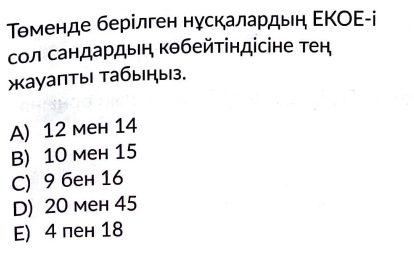 Төменде берілген нұсқалардың ЕКОЕ-і
сол сандардың көбейтіндісіне тең
жауапты табыңыз.
A) 12 мен 14
B) 10 мен 15
C) 9 бен 16
D) 20 мен 45
E) 4 пен 18